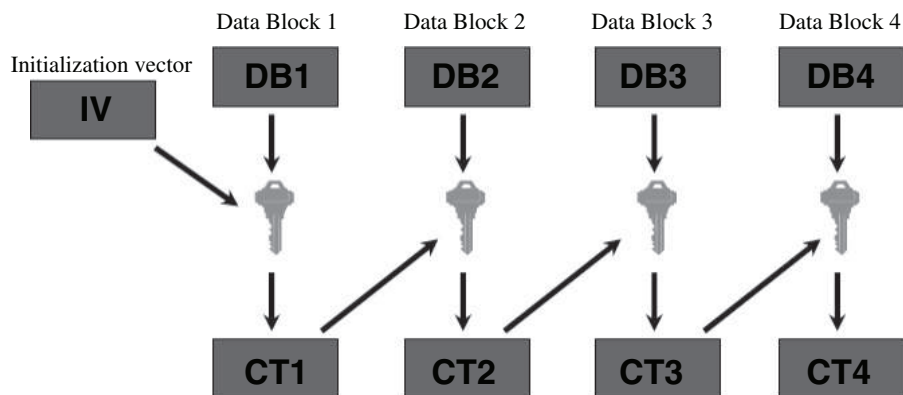 Data Block 1 Data Block 2 Data Block 3 Data Block 4
Initialization vector
DB1 DB2 DB3 DB4
IV
CT1 CT2 CT3 CT4